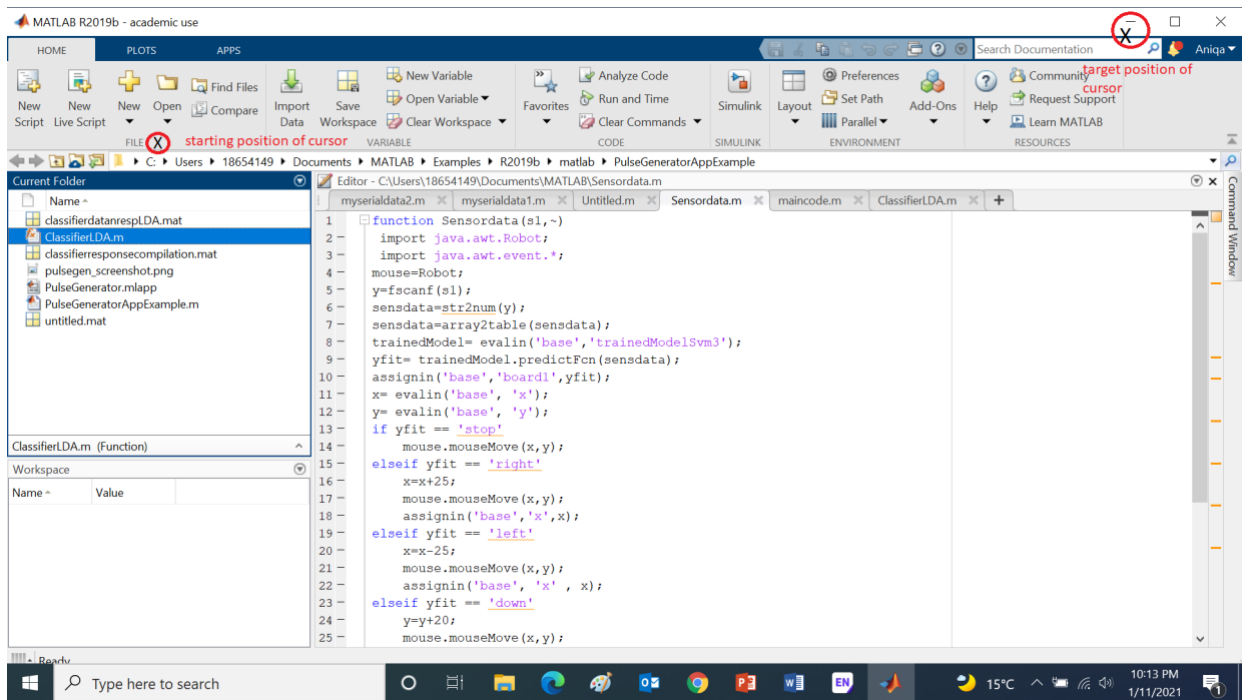 MATLAB R2019b - academic use
X
HOME PLOTS APPS
Search Documentation
Aniqa
New Script
New Live Script
New
Open
Find Files
Compare
Import Data
Save Workspace
New Variable
Open Variable
Clear Workspace
Favorites
Analyze Code
Run and Time
Clear Commands
Simulink
Layout
Preferences
Set Path
Parallel
Add-Ons
Help
Community
Request Support
Learn MATLAB
target position of
cursor
FILE
X
starting position of cursor
VARIABLE
CODE
SIMULINK
ENVIRONMENT
RESOURCES
C: Users 18654149 Documents MATLAB Examples R2019b matlab PulseGeneratorAppExample
Current Folder
Name
classifierdatanrespLDA.mat
ClassifierLDA.m
classifierresponsecompilation.mat
pulsegen_screenshot.png
PulseGenerator.mlapp
PulseGeneratorAppExample.m
untitled.mat
ClassifierLDA.m (Function)
Workspace
Name Value
Editor - C:\Users\18654149\Documents\MATLAB\Sensordata.m
myserialdata2.m myserialdata1.m Untitled.m Sensordata.m maincode.m ClassifierLDA.m +
1 function Sensordata(s1,~)
2 - import java.awt.Robot;
3 - import java.awt.event.*;
4 - mouse=Robot;
5 - y=fscanf(s1);
6 - sensdata=str2num(y);
7 - sensdata=array2table(sensdata);
8 - trainedModel= evalin('base','trainedModelSvm3');
9 - yfit= trainedModel.predictFcn(sensdata);
10 - assignin('base','board1',yfit);
11 - x= evalin('base', 'x');
12 - y= evalin('base', 'y');
13 - if yfit == 'stop'
14 - mouse.mouseMove(x,y);
15 - elseif yfit == 'right'
16 - x=x+25;
17 - mouse.mouseMove(x,y);
18 - assignin('base','x',x);
19 - elseif yfit == 'left'
20 - x=x-25;
21 - mouse.mouseMove(x,y);
22 - assignin('base', 'x' , x);
23 - elseif yfit == 'down'
24 - y=y+20;
25 - mouse.mouseMove(x,y);
Command Window
Ready
Type here to search
EN
15°C
10:13 PM
1/11/2021
1